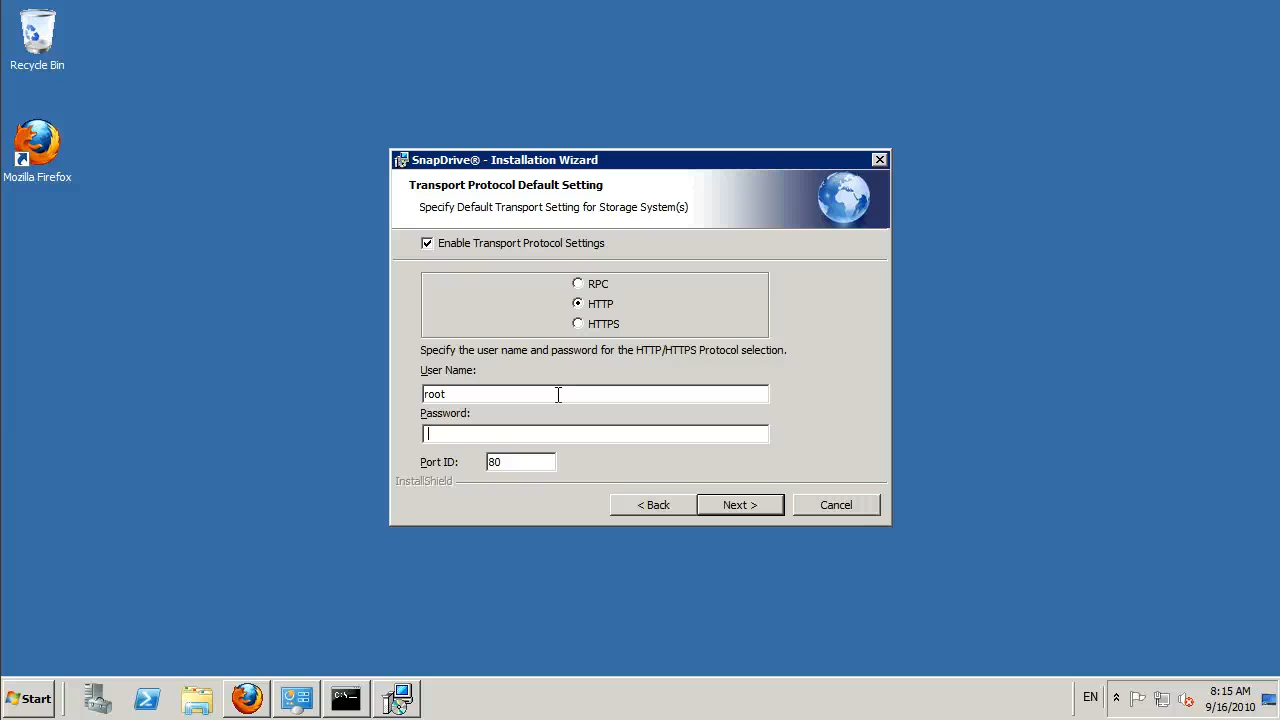 Recycle Bin
Mozilla Firefox
SnapDrive® - Installation Wizard
Transport Protocol Default Setting
Specify Default Transport Setting for Storage System(s)
Enable Transport Protocol Settings
RPC
HTTP
HTTPS
Specify the user name and password for the HTTP/HTTPS Protocol selection.
User Name:
root
Password:
Port ID: 80
InstallShield
< Back Next > Cancel
Start C:\_ EN 8:15 AM
9/16/2010